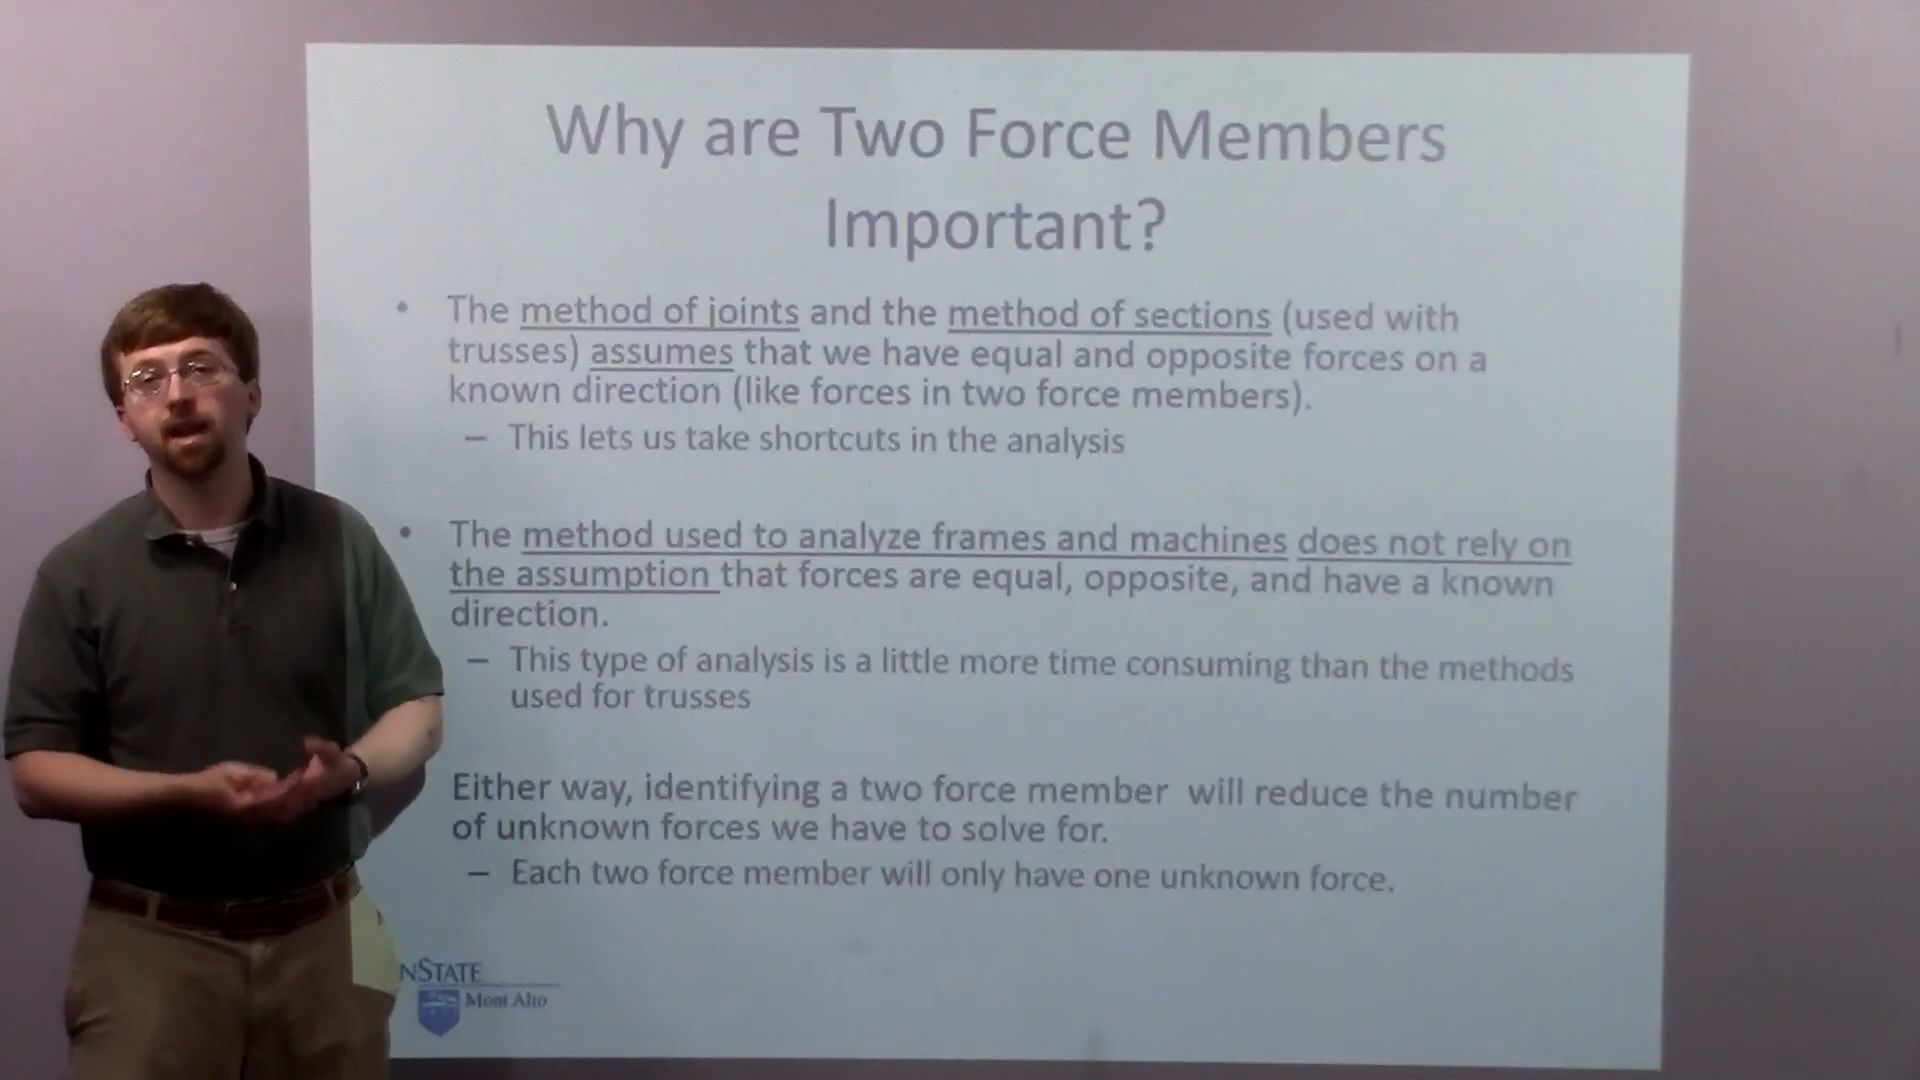 Why are Two Force Members
Important?
• The method of joints and the method of sections (used with
trusses) assumes that we have equal and opposite forces on a
known direction (like forces in two force members).
– This lets us take shortcuts in the analysis
• The method used to analyze frames and machines does not rely on
the assumption that forces are equal, opposite, and have a known
direction.
– This type of analysis is a little more time consuming than the methods
used for trusses
Either way, identifying a two force member will reduce the number
of unknown forces we have to solve for.
– Each two force member will only have one unknown force.
NSTATE
Mont Alto